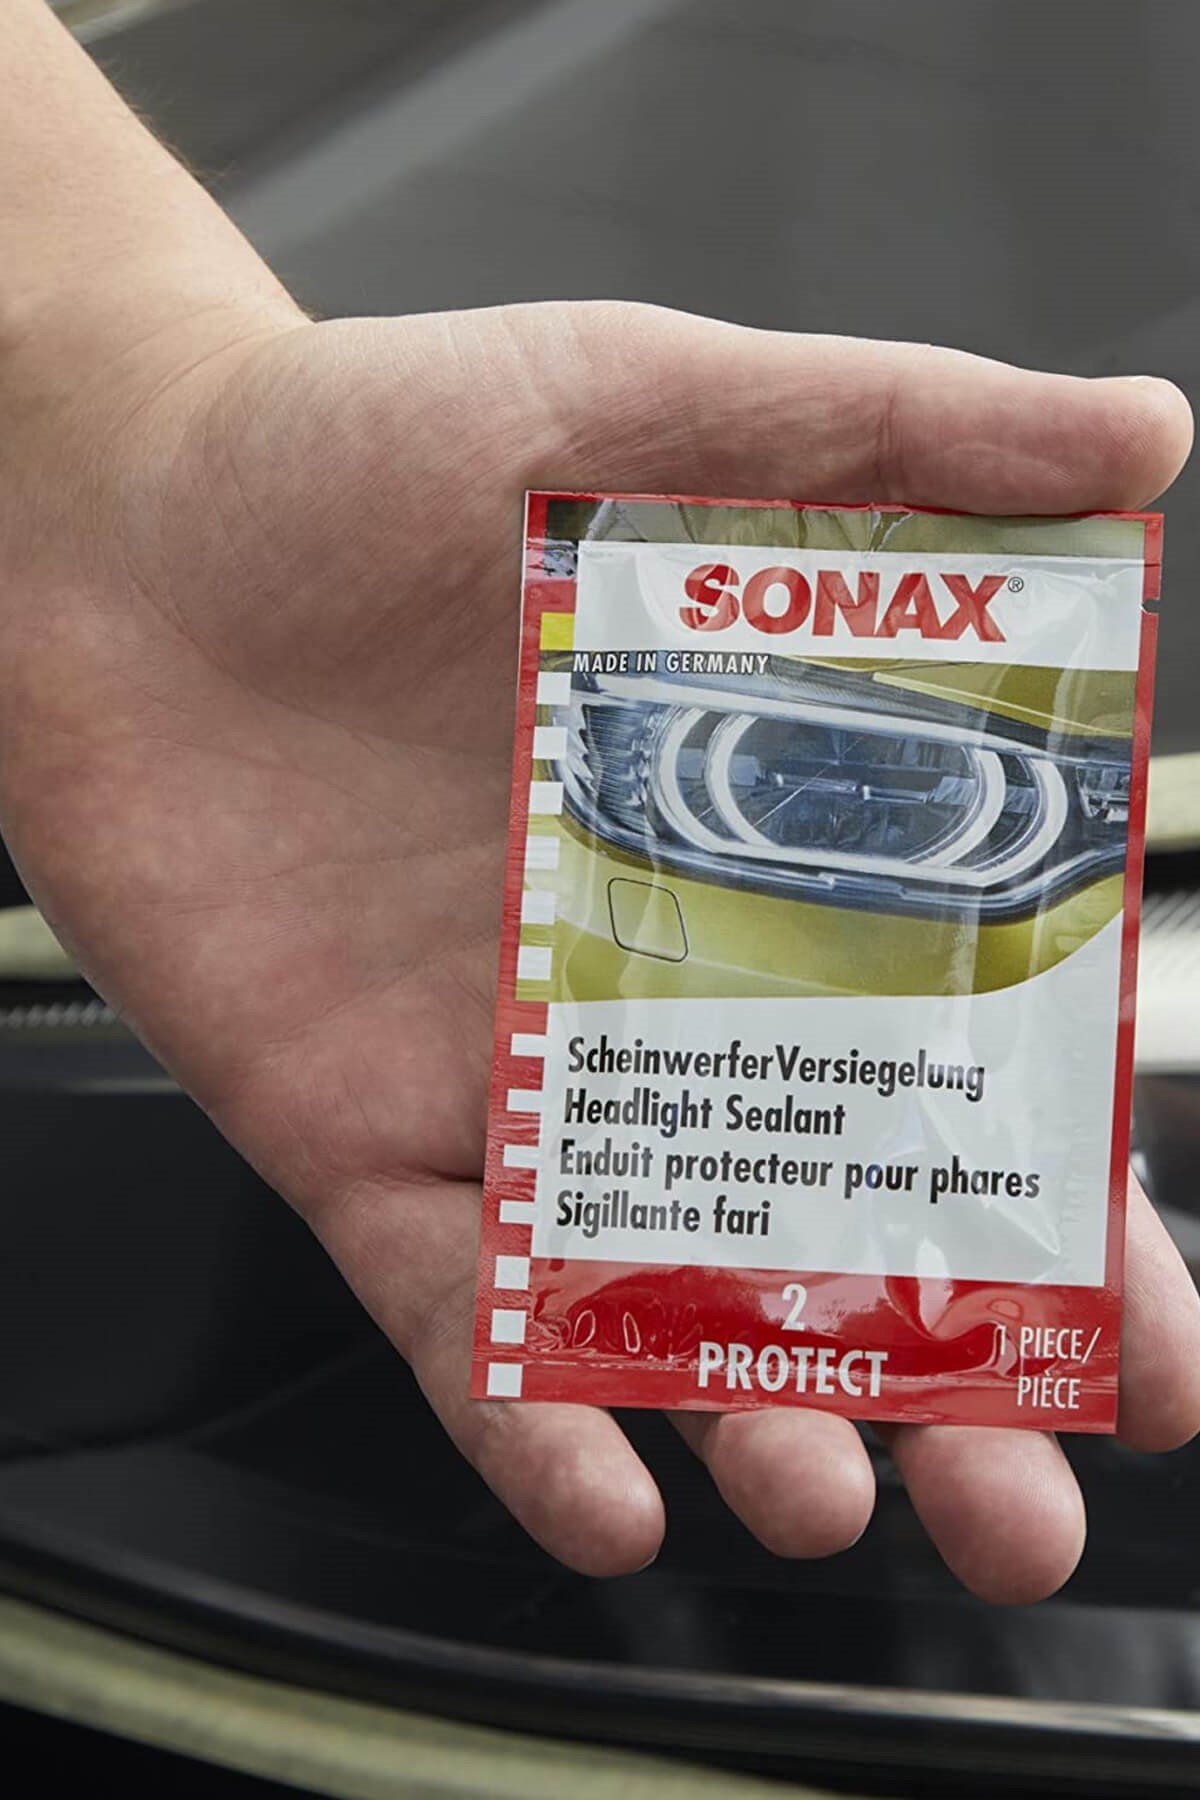 SONAX®
MADE IN GERMANY
ScheinwerferVersiegelung
Headlight Sealant
Enduit protecteur pour phares
Sigillante fari
2
PROTECT
1 PIECE/
PIÈCE